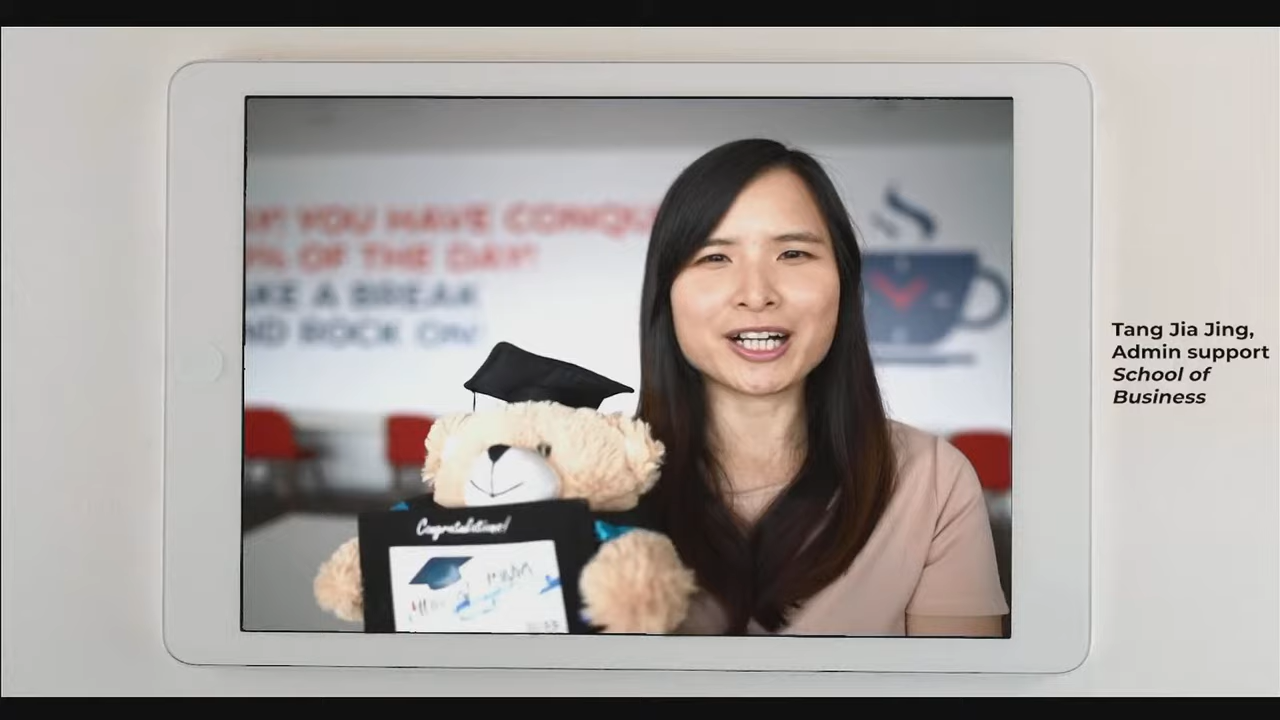 Y! YOU HAVE CONQU
% OF THE DAY!
AKE A BREAK
ND ROCK ON!
Congratulations!
Tang Jia Jing,
Admin support
School of
Business